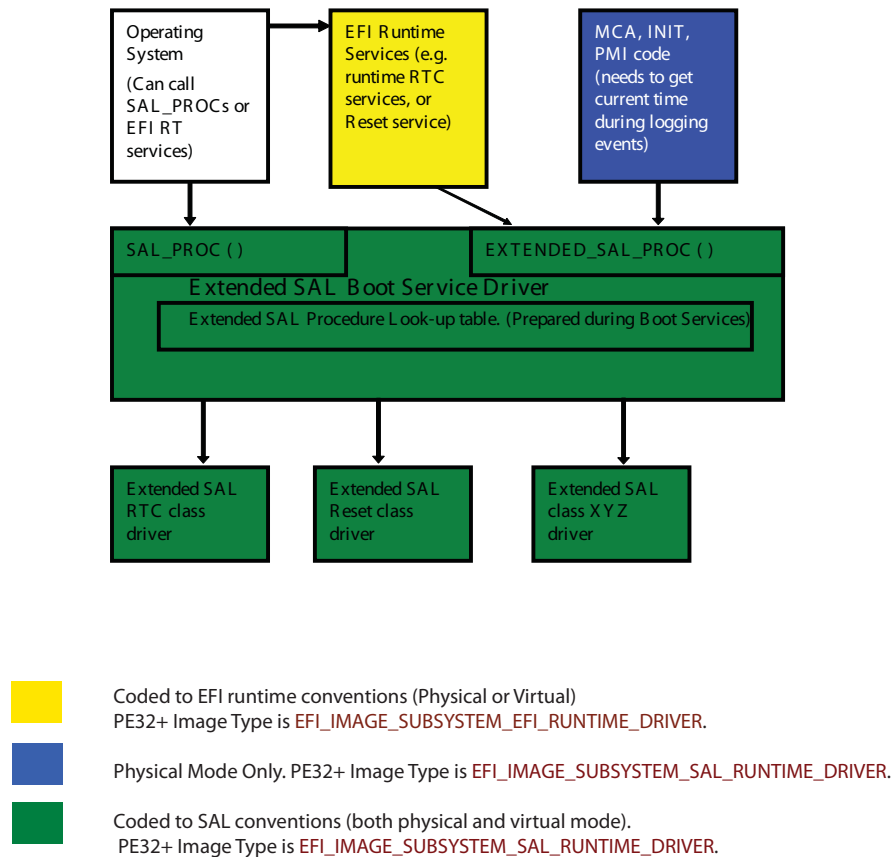 Operating
System
(Can call
SAL_PROCs or
EFI RT
services)
EFI Runtime
Services (e.g.
runtime RTC
services, or
Reset service)
MCA, INIT,
PMI code
(needs to get
current time
during logging
events)
SAL_PROC ( )
EXTENDED_SAL_PROC ( )
Extended SAL Boot Service Driver
Extended SAL Procedure Look-up table. (Prepared during Boot Services)
Extended SAL
RTC class
driver
Extended SAL
Reset class
driver
Extended SAL
class XYZ
driver
Coded to EFI runtime conventions (Physical or Virtual)
PE32+ Image Type is EFI_IMAGE_SUBSYSTEM_EFI_RUNTIME_DRIVER.
Physical Mode Only. PE32+ Image Type is EFI_IMAGE_SUBSYSTEM_SAL_RUNTIME_DRIVER.
Coded to SAL conventions (both physical and virtual mode).
PE32+ Image Type is EFI_IMAGE_SUBSYSTEM_SAL_RUNTIME_DRIVER.